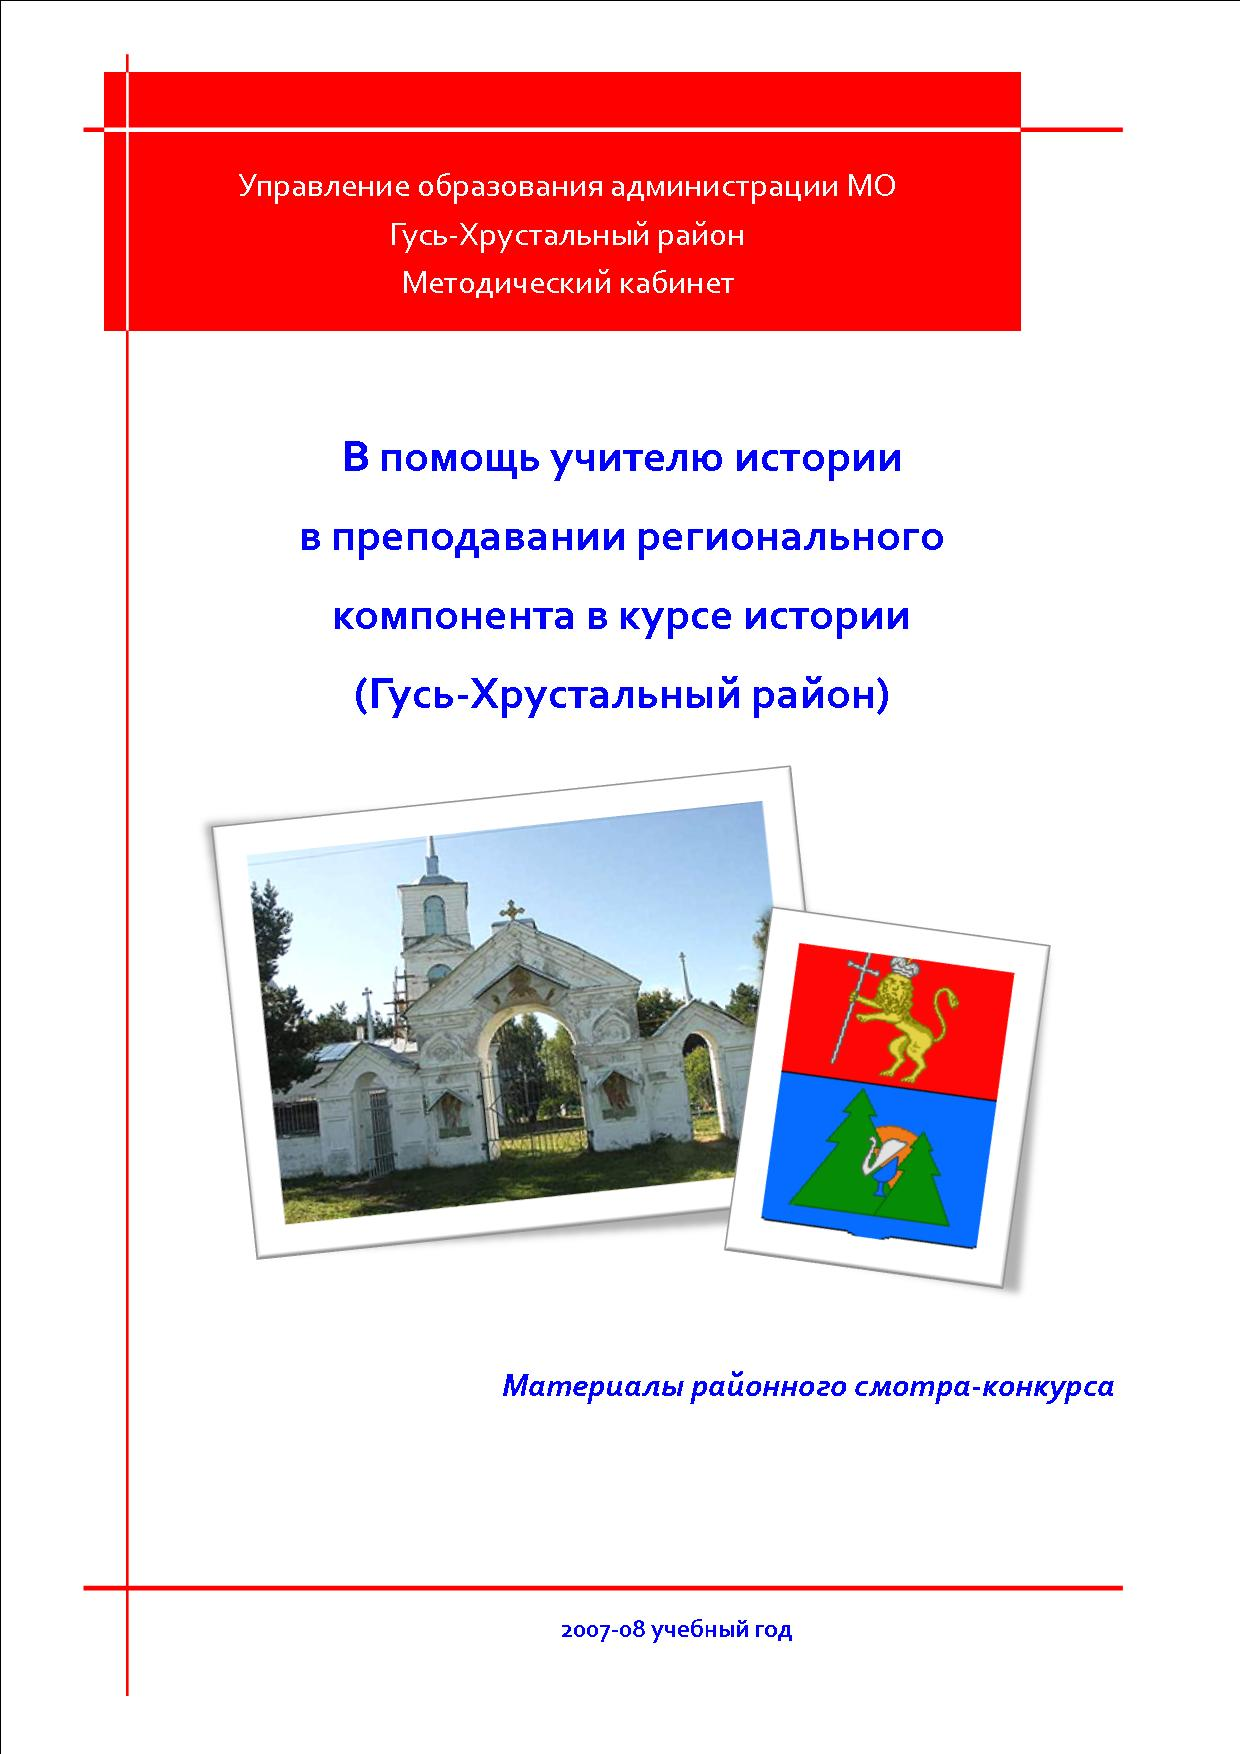 Управление образования администрации МО
Гусь-Хрустальный район
Методический кабинет
В помощь учителю истории
в преподавании регионального
компонента в курсе истории
(Гусь-Хрустальный район)
Материалы районного смотра-конкурса
2007-08 учебный год